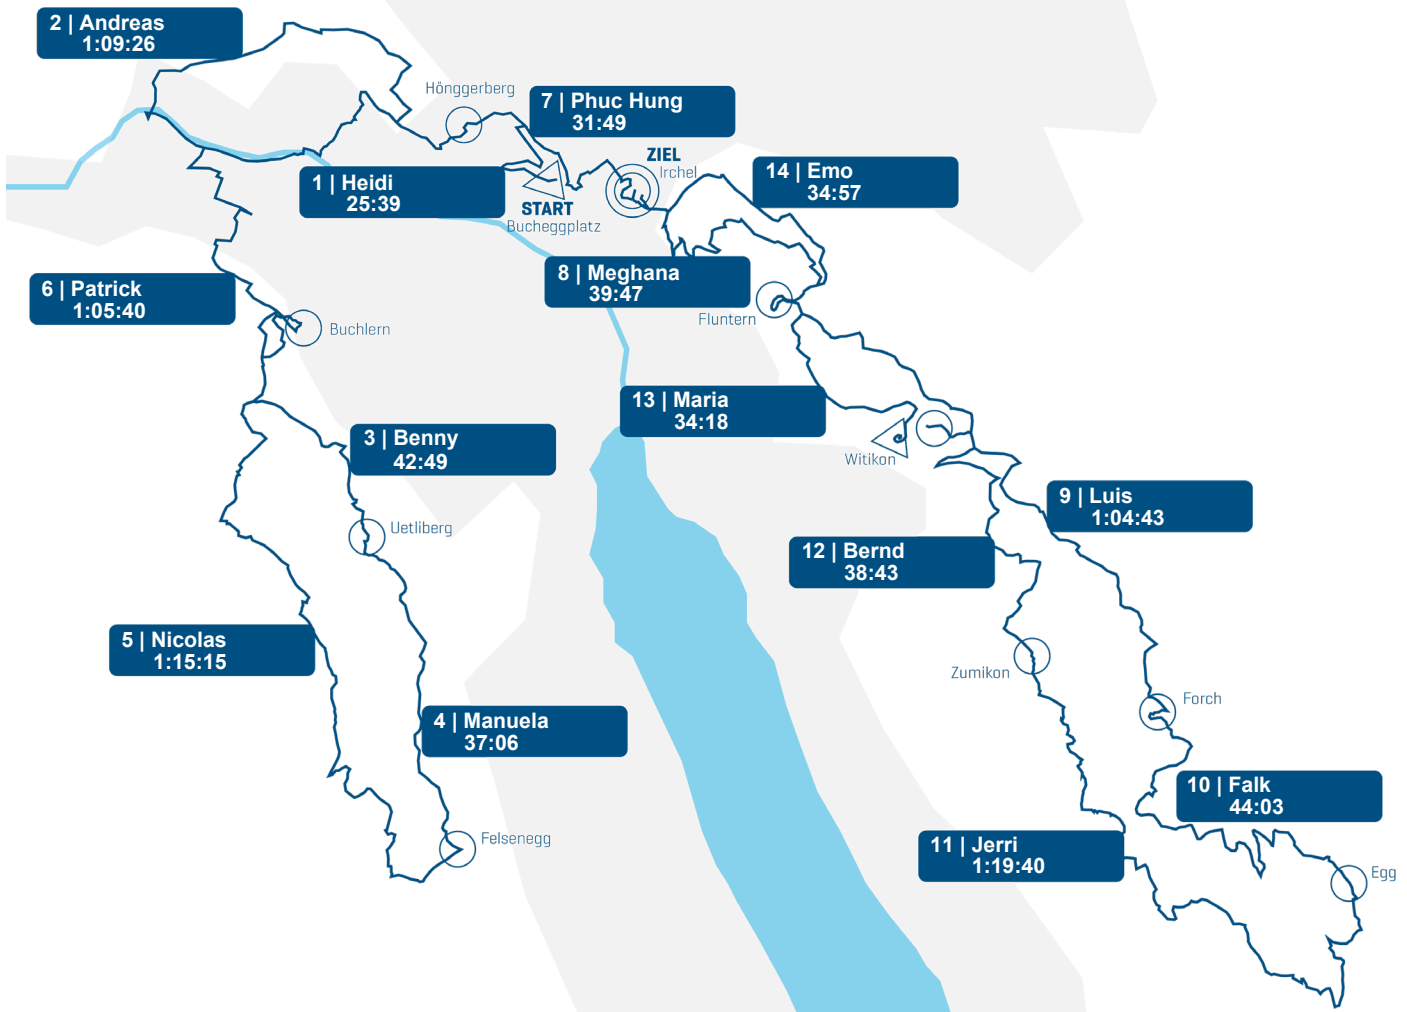 2 | Andreas
1:09:26
Hönggerberg
7 | Phuc Hung
31:49
ZIEL
Irchel
14 | Emo
34:57
1 | Heidi
25:39
START
Bucheggplatz
8 | Meghana
39:47
6 | Patrick
1:05:40
Buchlern
Fluntern
13 | Maria
34:18
3 | Benny
42:49
Witikon
9 | Luis
1:04:43
Uetliberg
12 | Bernd
38:43
5 | Nicolas
1:15:15
Zumikon
Forch
4 | Manuela
37:06
10 | Falk
44:03
Felsenegg
11 | Jerri
1:19:40
Egg